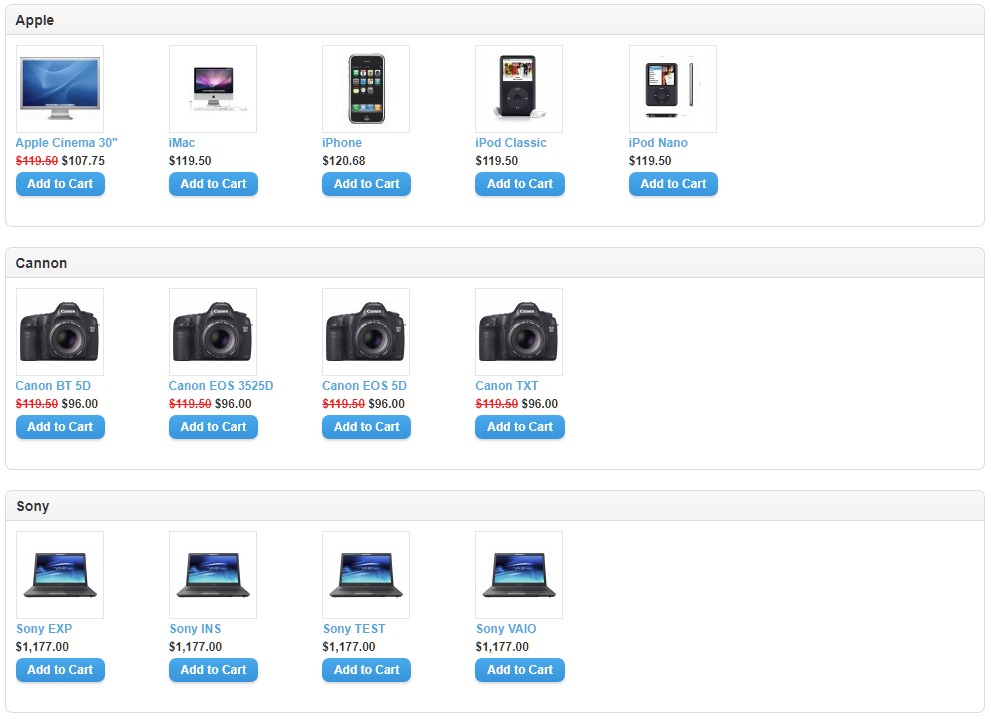 Apple
Apple Cinema 30" iMac iPhone iPod Classic iPod Nano
$119.50 $107.75 $119.50 $120.68 $119.50 $119.50
Add to Cart Add to Cart Add to Cart Add to Cart Add to Cart
Cannon
Canon Canon Canon Canon
Canon BT 5D Canon EOS 3525D Canon EOS 5D Canon TXT
$119.50 $96.00 $119.50 $96.00 $119.50 $96.00 $119.50 $96.00
Add to Cart Add to Cart Add to Cart Add to Cart
Sony
Sony EXP Sony INS Sony TEST Sony VAIO
$1,177.00 $1,177.00 $1,177.00 $1,177.00
Add to Cart Add to Cart Add to Cart Add to Cart